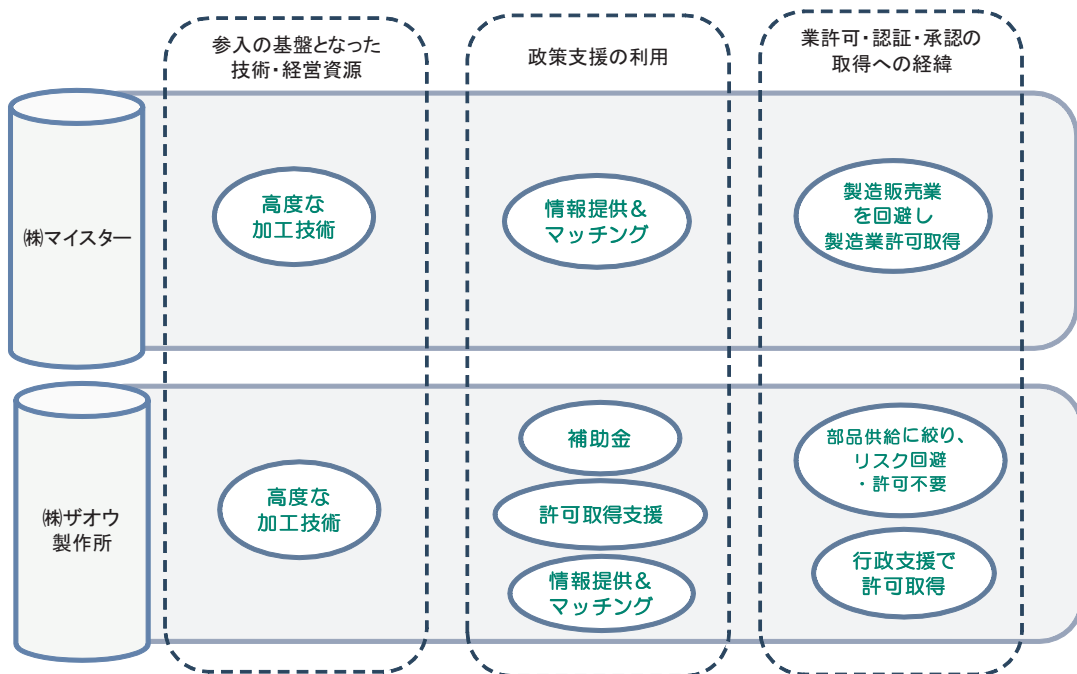 参入の基盤となった
技術・経営資源
政策支援の利用
業許可・認証・承認の
取得への経緯
㈱マイスター
高度な
加工技術
情報提供＆
マッチング
製造販売業
を回避し
製造業許可取得
㈱ザオウ
製作所
高度な
加工技術
補助金
許可取得支援
情報提供＆
マッチング
部品供給に絞り、
リスク回避
・許可不要
行政支援で
許可取得